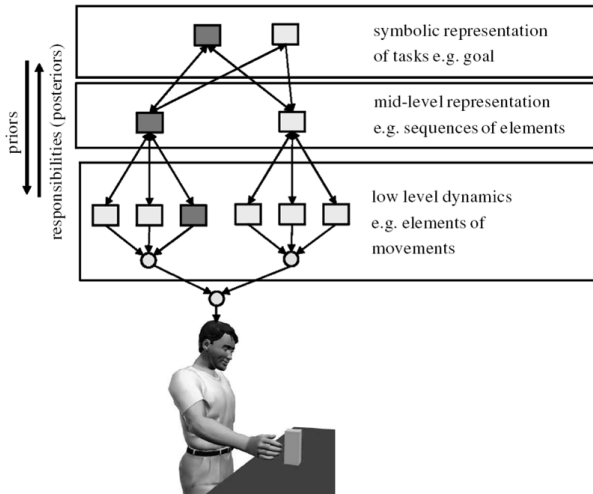 symbolic representation
of tasks e.g. goal
mid-level representation
e.g. sequences of elements
priors
responsibilities (posteriors)
low level dynamics
e.g. elements of
movements